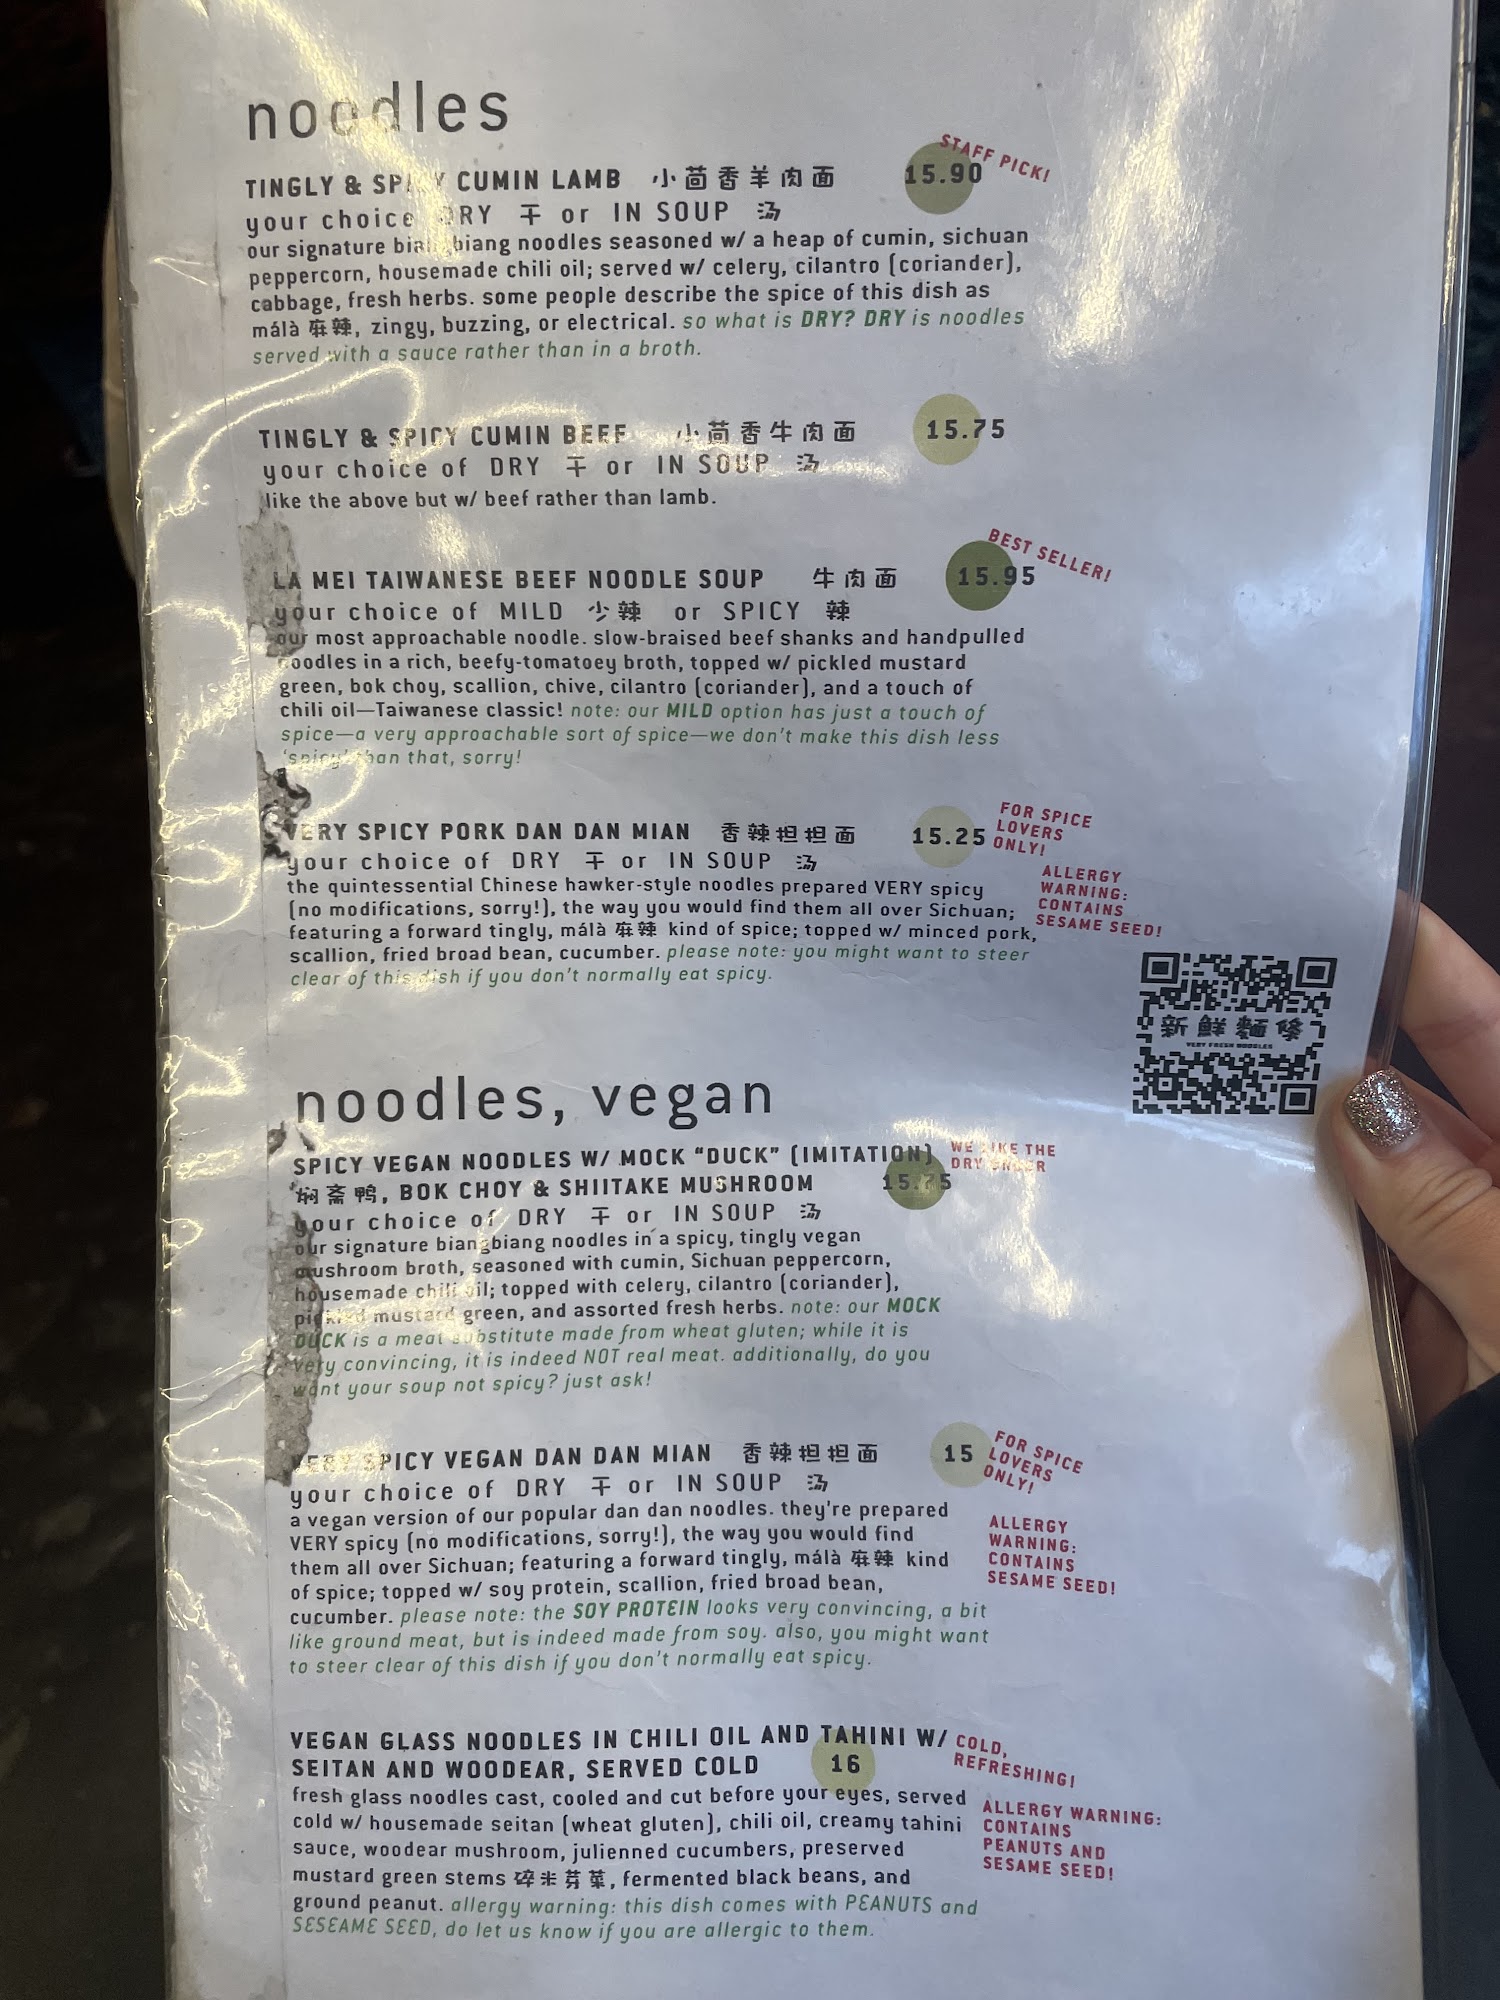 noodles
TINGLY & SPICY CUMIN LAMB 小茴香羊肉面 15.90 STAFF PICK!
your choice DRY 干 or IN SOUP 汤
our signature biangbiang noodles seasoned w/ a heap of cumin, sichuan
peppercorn, housemade chili oil; served w/ celery, cilantro (coriander),
cabbage, fresh herbs. some people describe the spice of this dish as
málà 麻辣, zingy, buzzing, or electrical. so what is DRY? DRY is noodles
served with a sauce rather than in a broth.
TINGLY & SPICY CUMIN BEEF 小茴香牛肉面 15.75
your choice of DRY 干 or IN SOUP 汤
like the above but w/ beef rather than lamb.
LA MEI TAIWANESE BEEF NOODLE SOUP 牛肉面 15.95 BEST SELLER!
your choice of MILD 少辣 or SPICY 辣
our most approachable noodle. slow-braised beef shanks and handpulled
noodles in a rich, beefy-tomatoey broth, topped w/ pickled mustard
green, bok choy, scallion, chive, cilantro (coriander), and a touch of
chili oil—Taiwanese classic! note: our MILD option has just a touch of
spice—a very approachable sort of spice—we don't make this dish less
'spicy' than that, sorry!
VERY SPICY PORK DAN DAN MIAN 香辣担担面 15.25
FOR SPICE
LOVERS
ONLY!
your choice of DRY 干 or IN SOUP 汤
the quintessential Chinese hawker-style noodles prepared VERY spicy
(no modifications, sorry!), the way you would find them all over Sichuan;
featuring a forward tingly, málà 麻辣 kind of spice; topped w/ minced pork,
scallion, fried broad bean, cucumber. please note: you might want to steer
clear of this dish if you don't normally eat spicy.
ALLERGY
WARNING:
CONTAINS
SESAME SEED!
新鮮麵條
VERY FRESH NOODLES
noodles, vegan
SPICY VEGAN NOODLES W/ MOCK "DUCK" (IMITATION)
焖斋鸭, BOK CHOY & SHIITAKE MUSHROOM 15.75
WE LIKE THE
DRY
your choice of DRY 干 or IN SOUP 汤
our signature biangbiang noodles in a spicy, tingly vegan
mushroom broth, seasoned with cumin, Sichuan peppercorn,
housemade chili oil; topped with celery, cilantro (coriander),
pickled mustard green, and assorted fresh herbs. note: our MOCK
DUCK is a meat substitute made from wheat gluten; while it is
very convincing, it is indeed NOT real meat. additionally, do you
want your soup not spicy? just ask!
VERY SPICY VEGAN DAN DAN MIAN 香辣担担面 15
FOR SPICE
LOVERS
ONLY!
your choice of DRY 干 or IN SOUP 汤
a vegan version of our popular dan dan noodles. they're prepared
VERY spicy (no modifications, sorry!), the way you would find
them all over Sichuan; featuring a forward tingly, málà 麻辣 kind
of spice; topped w/ soy protein, scallion, fried broad bean,
cucumber. please note: the SOY PROTEIN looks very convincing, a bit
like ground meat, but is indeed made from soy. also, you might want
to steer clear of this dish if you don't normally eat spicy.
ALLERGY
WARNING:
CONTAINS
SESAME SEED!
VEGAN GLASS NOODLES IN CHILI OIL AND TAHINI W/
SEITAN AND WOODEAR, SERVED COLD 16
COLD,
REFRESHING!
fresh glass noodles cast, cooled and cut before your eyes, served
cold w/ housemade seitan (wheat gluten), chili oil, creamy tahini
sauce, woodear mushroom, julienned cucumbers, preserved
mustard green stems 碎米芽菜, fermented black beans, and
ground peanut. allergy warning: this dish comes with PEANUTS and
SESEAME SEED, do let us know if you are allergic to them.
ALLERGY WARNING:
CONTAINS
PEANUTS AND
SESAME SEED!